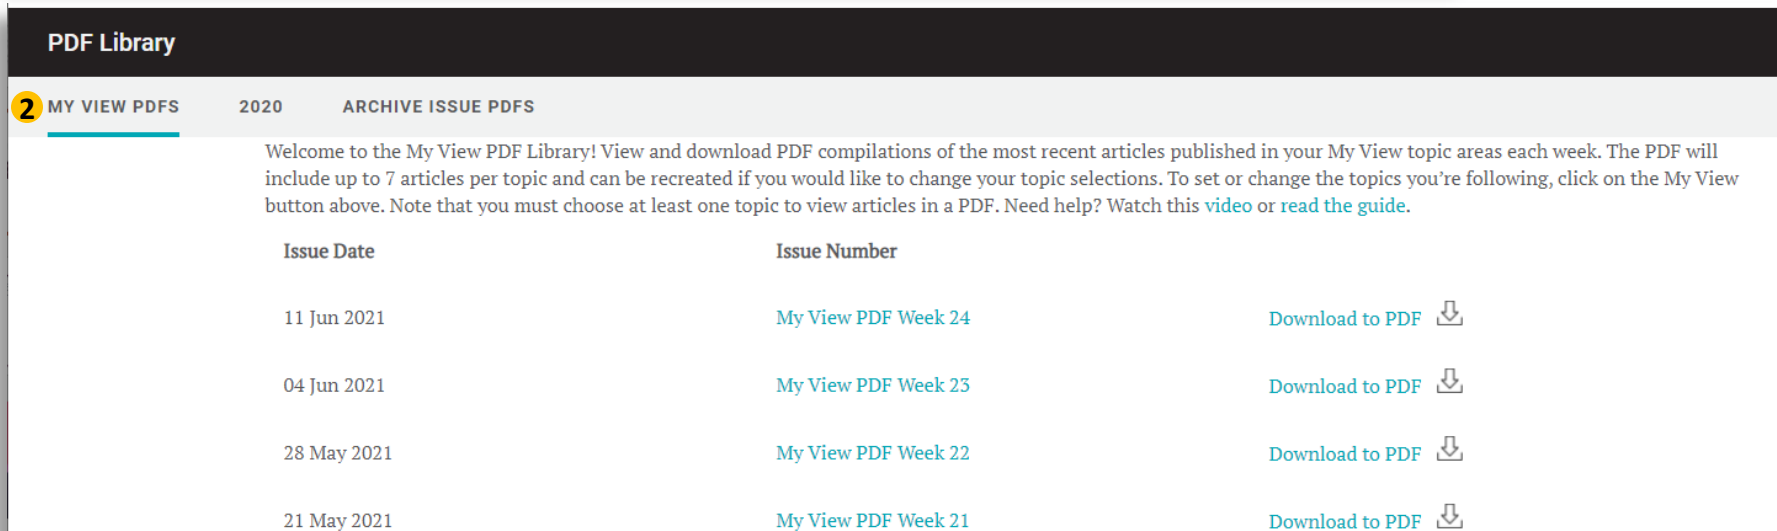 PDF Library
2 MY VIEW PDFS 2020 ARCHIVE ISSUE PDFS
Welcome to the My View PDF Library! View and download PDF compilations of the most recent articles published in your My View topic areas each week. The PDF will
include up to 7 articles per topic and can be recreated if you would like to change your topic selections. To set or change the topics you’re following, click on the My View
button above. Note that you must choose at least one topic to view articles in a PDF. Need help? Watch this video or read the guide.
Issue Date Issue Number
11 Jun 2021 My View PDF Week 24 Download to PDF
04 Jun 2021 My View PDF Week 23 Download to PDF
28 May 2021 My View PDF Week 22 Download to PDF
21 May 2021 My View PDF Week 21 Download to PDF